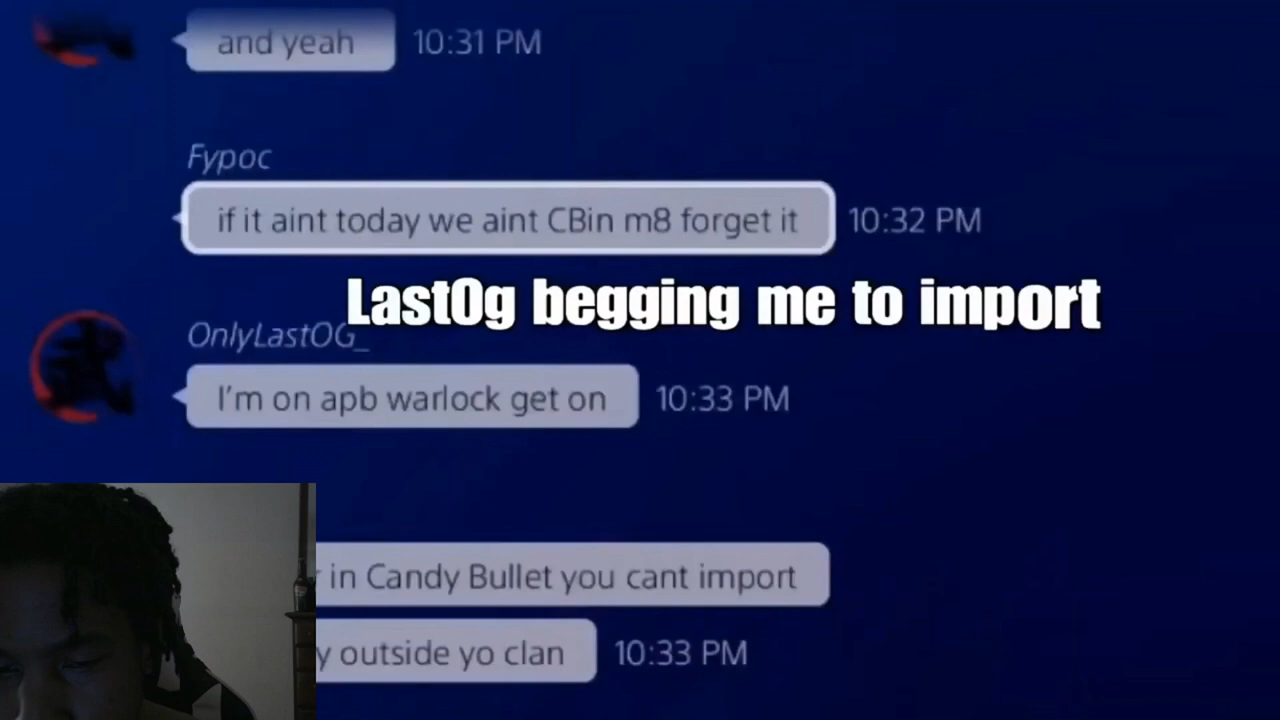 and yeah 10:31 PM
Fypoc
if it aint today we aint CBin m8 forget it 10:32 PM
LastOg begging me to import
OnlyLastOG_
I'm on apb warlock get on 10:33 PM
in Candy Bullet you cant import
outside yo clan 10:33 PM